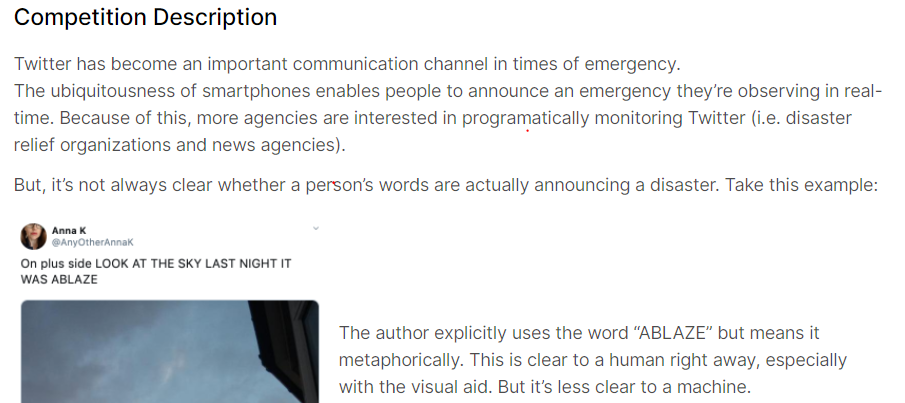 Competition Description
Twitter has become an important communication channel in times of emergency.
The ubiquitousness of smartphones enables people to announce an emergency they’re observing in real-
time. Because of this, more agencies are interested in programatically monitoring Twitter (i.e. disaster
relief organizations and news agencies).
But, it’s not always clear whether a person’s words are actually announcing a disaster. Take this example:
Anna K
@AnyOtherAnnaK
On plus side LOOK AT THE SKY LAST NIGHT IT
WAS ABLAZE
The author explicitly uses the word “ABLAZE” but means it
metaphorically. This is clear to a human right away, especially
with the visual aid. But it’s less clear to a machine.